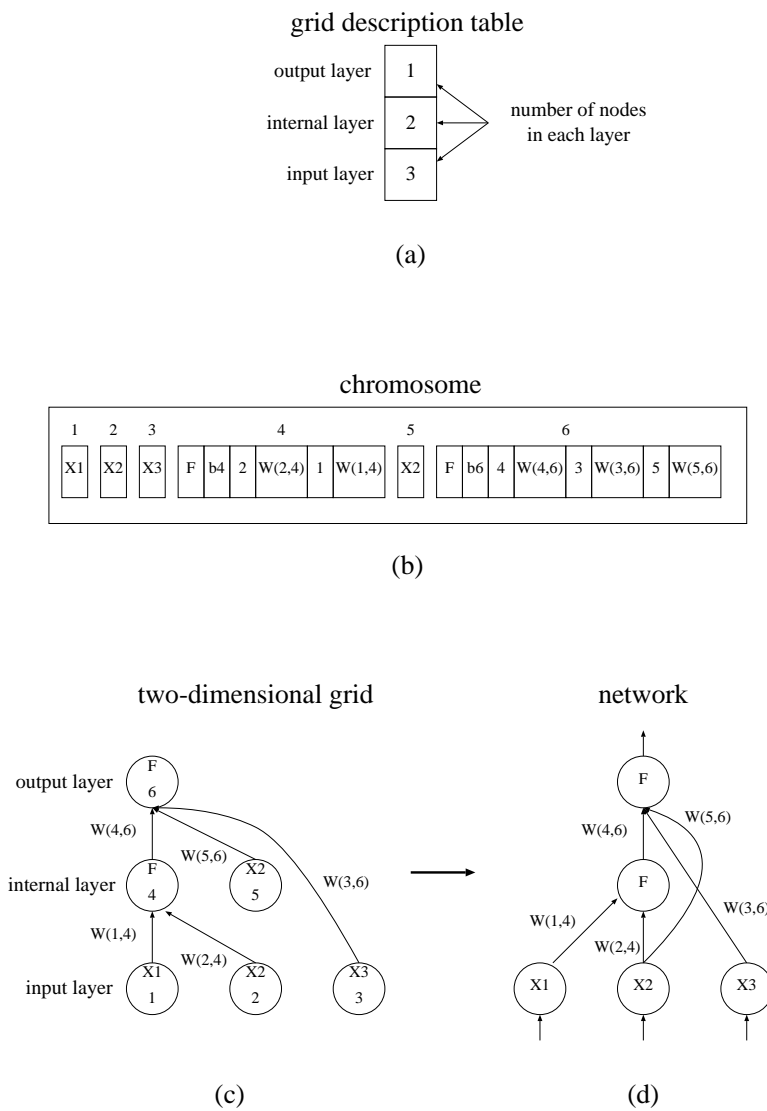 grid description table
output layer 1
internal layer 2
input layer 3
number of nodes
in each layer
(a)
chromosome
1 2 3 4 5 6
X1 X2 X3 F b4 2 W(2,4) 1 W(1,4) X2 F b6 4 W(4,6) 3 W(3,6) 5 W(5,6)
(b)
two-dimensional grid
output layer
F
6
W(4,6)
W(5,6)
W(3,6)
internal layer
F
4
X2
5
W(1,4)
W(2,4)
input layer
X1
1
X2
2
X3
3
(c)
network
F
W(4,6)
W(5,6)
F
W(1,4)
W(2,4)
W(3,6)
X1
X2
X3
(d)